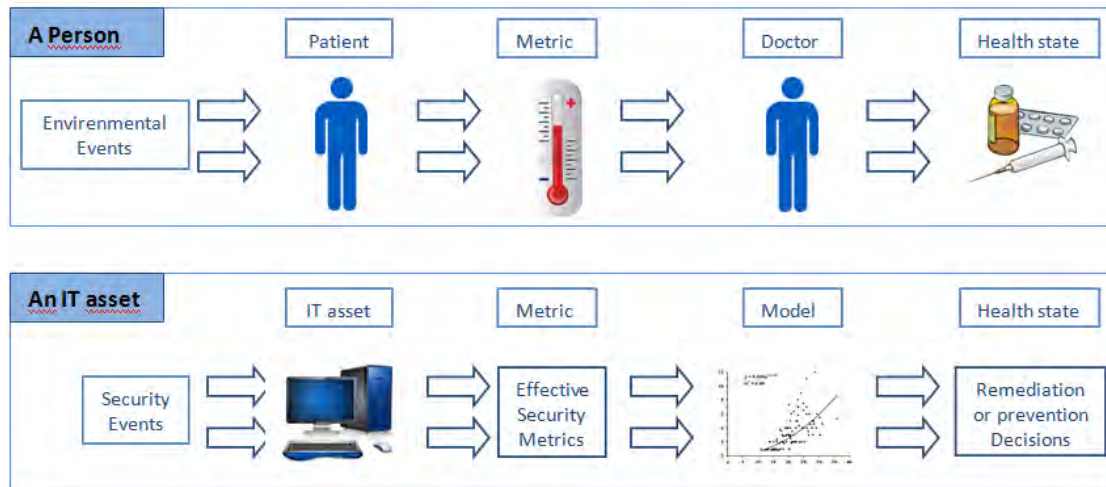 A Person
Patient
Metric
Doctor
Health state
Envirenmental
Events
An IT asset
IT asset
Metric
Model
Health state
Security
Events
Effective
Security
Metrics
Remediation
or prevention
Decisions